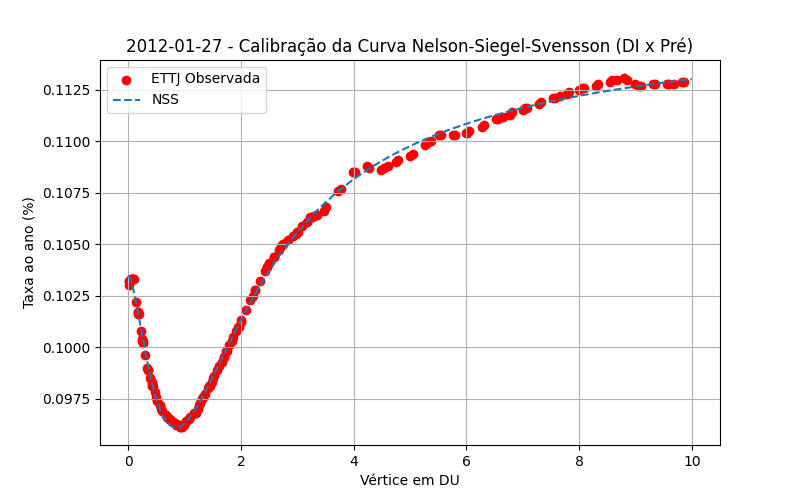 2012-01-27 - Calibração da Curva Nelson-Siegel-Svensson (DI x Pré)
ETTJ Observada
NSS
Taxa ao ano (%)
0.1125
0.1100
0.1075
0.1050
0.1025
0.1000
0.0975
0 2 4 6 8 10
Vértice em DU